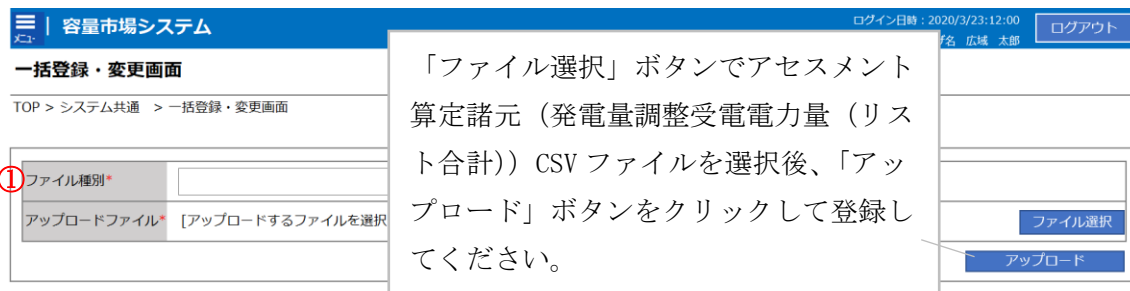 容量市場システム
メニュー
ログイン日時：2020/3/23:12:00
名 広域 太郎
ログアウト
一括登録・変更画面
TOP > システム共通 > 一括登録・変更画面
「ファイル選択」ボタンでアセスメント
算定諸元（発電量調整受電電力量（リス
ト合計））CSVファイルを選択後、「アッ
プロード」ボタンをクリックして登録し
てください。
①
ファイル種別*
アップロードファイル* [アップロードするファイルを選択
ファイル選択
アップロード